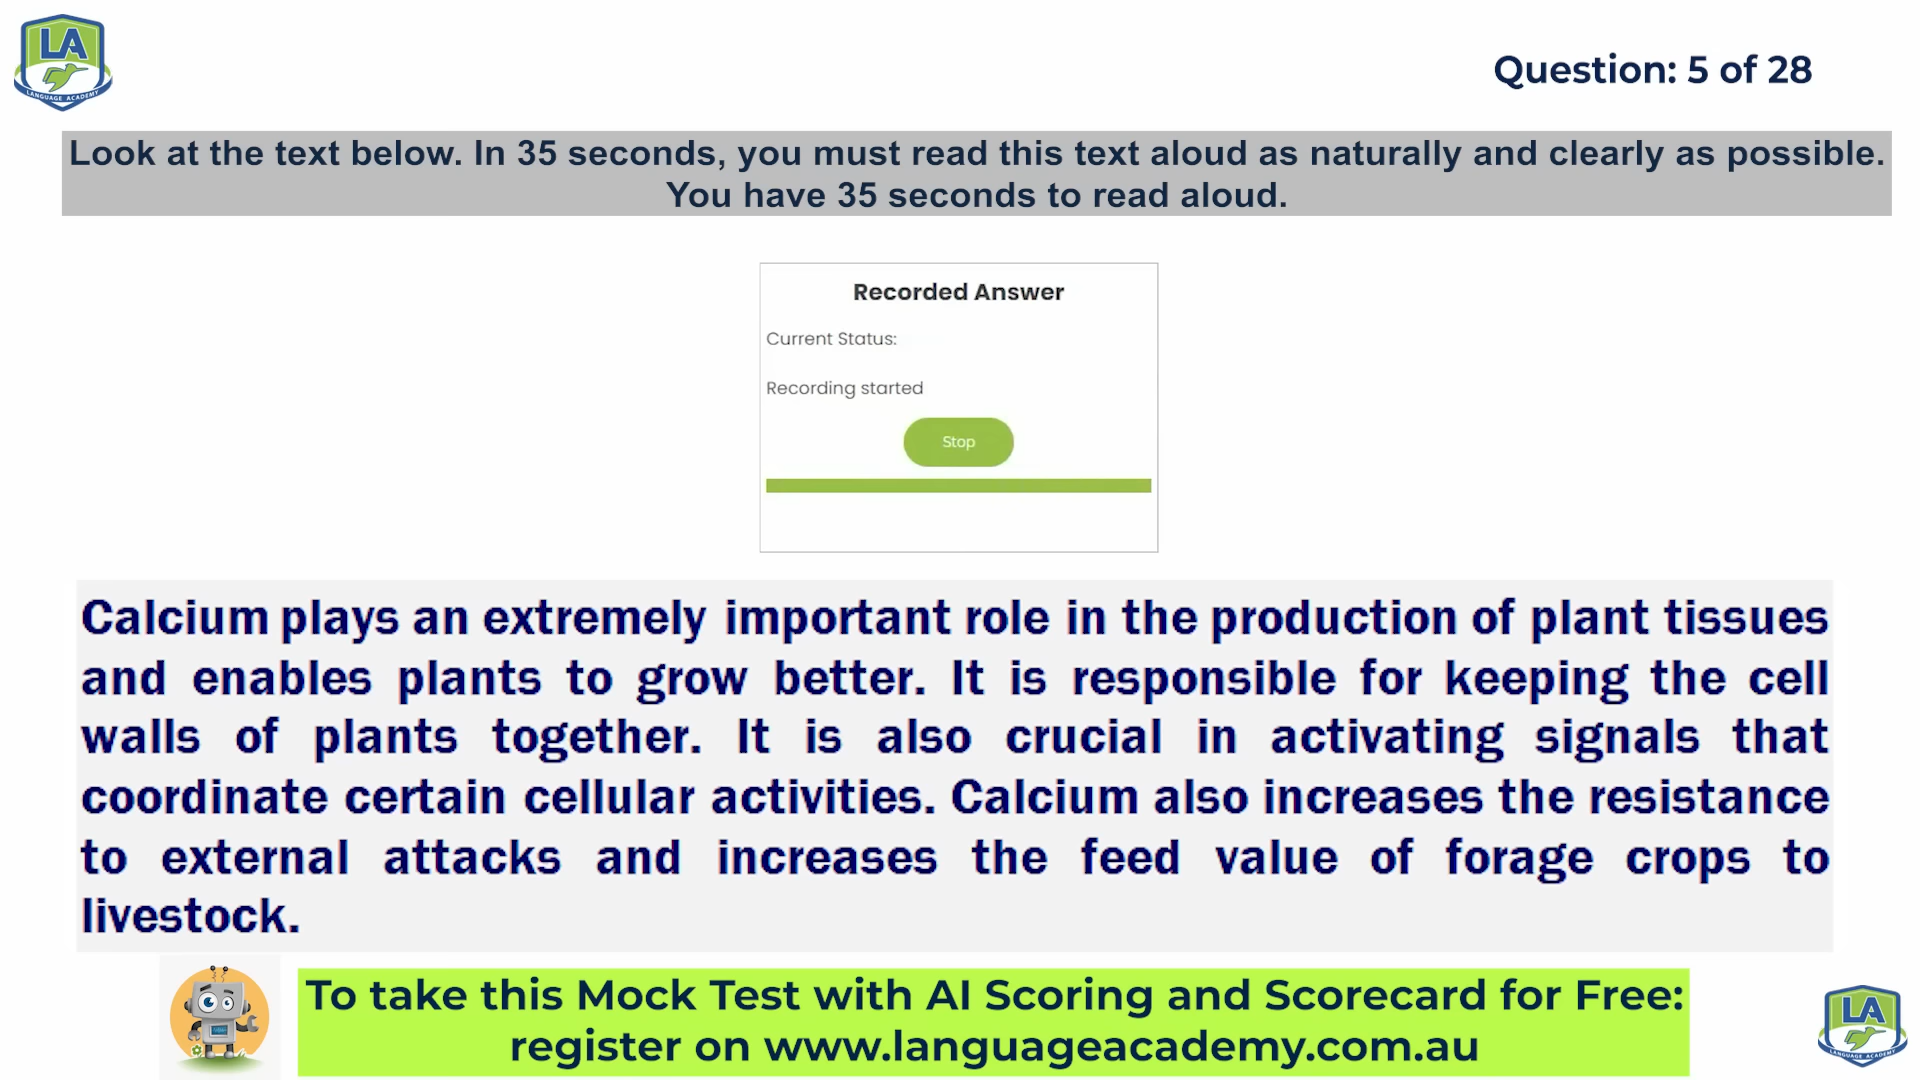 LA
LANGUAGE ACADEMY
Question: 5 of 28
Look at the text below. In 35 seconds, you must read this text aloud as naturally and clearly as possible.
You have 35 seconds to read aloud.
Recorded Answer
Current Status:
Recording started
Stop
Calcium plays an extremely important role in the production of plant tissues
and enables plants to grow better. It is responsible for keeping the cell
walls of plants together. It is also crucial in activating signals that
coordinate certain cellular activities. Calcium also increases the resistance
to external attacks and increases the feed value of forage crops to
livestock.
To take this Mock Test with AI Scoring and Scorecard for Free:
register on www.languageacademy.com.au
LA
LANGUAGE ACADEMY